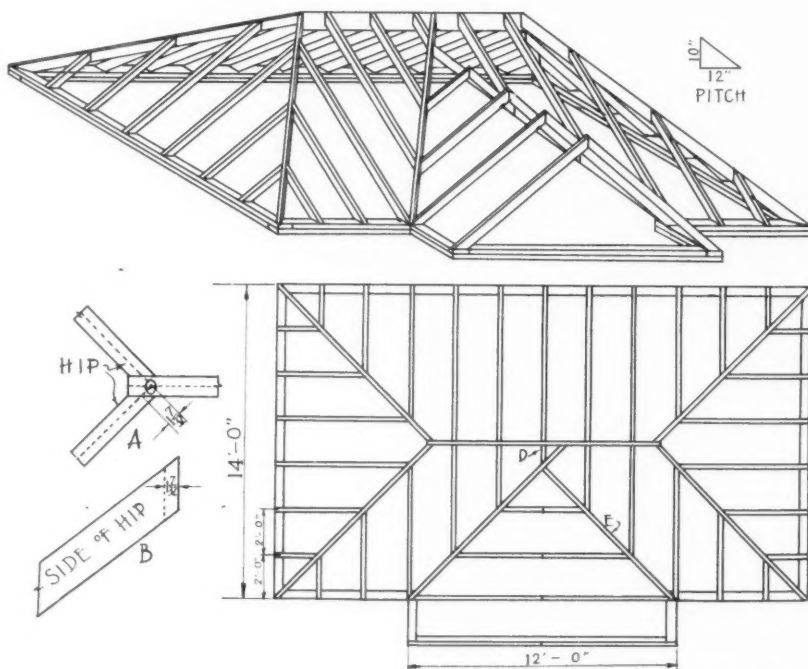 10"
12"
PITCH
HIP
A
SIDE OF HIP
B
14'-0"
2'-0"
2'-0"
D
E
12'-0"